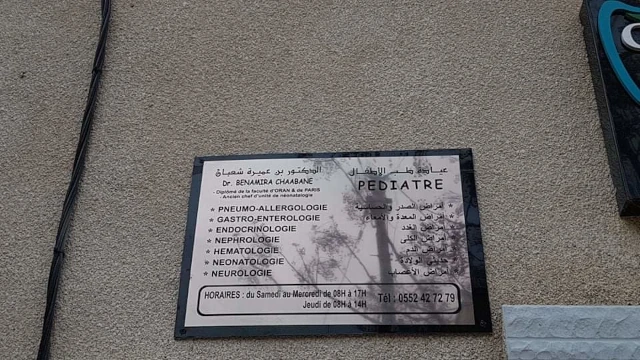 الدكتور بن عميرة شعبان
Dr. BENAMIRA CHAABANE
- Diplômé de la faculté d'ORAN & de PARIS
- Ancien chef d'unité de néonatologie
عيادة طب الأطفال
PEDIATRE
* PNEUMO-ALLERGOLOGIE
* GASTRO-ENTEROLOGIE
* ENDOCRINOLOGIE
* NEPHROLOGIE
* HEMATOLOGIE
* NEONATOLOGIE
* NEUROLOGIE
* أمراض الصدر والحساسية
* أمراض المعدة والأمعاء
* أمراض الغدد
* أمراض الكلى
* أمراض الدم
* حديثي الولادة
* أمراض الأعصاب
HORAIRES : du Samedi au Mercredi de 08H à 17H
Jeudi de 08H à 14H
Tél : 0552 42 72 79